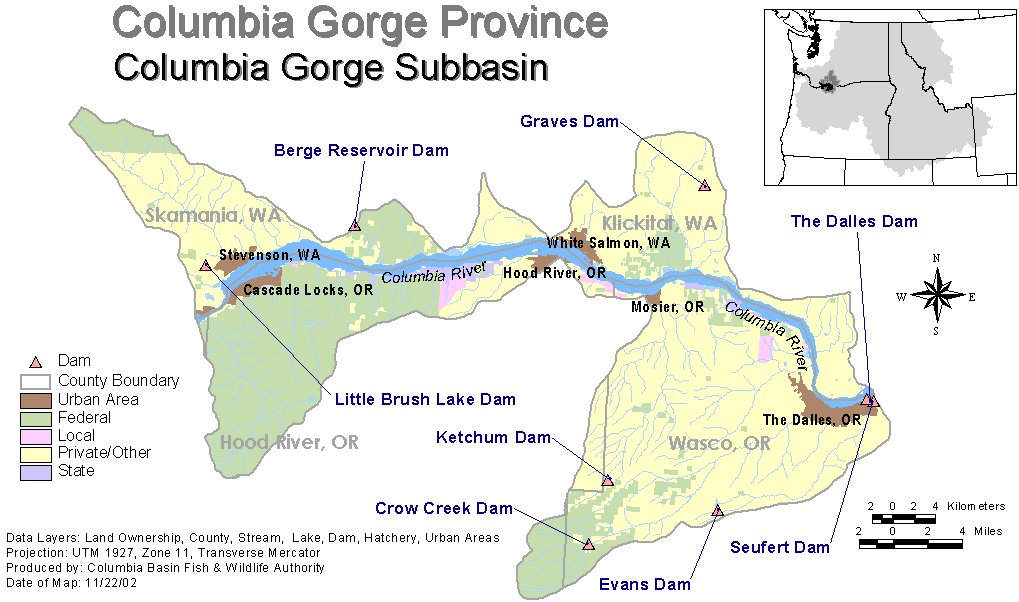 Columbia Gorge Province
Columbia Gorge Subbasin
Graves Dam
Berge Reservoir Dam
Skamania, WA
Klickitat, WA
The Dalles Dam
Stevenson, WA
White Salmon, WA
Columbia River
Hood River, OR
Cascade Locks, OR
Mosier, OR
Columbia River
N
W
E
S
Dam
County Boundary
Urban Area
Federal
Local
Private/Other
State
Little Brush Lake Dam
The Dalles, OR
Hood River, OR
Ketchum Dam
Wasco, OR
Crow Creek Dam
Seufert Dam
Evans Dam
2 0 2 4 Kilometers
2 0 2 4 Miles
Data Layers: Land Ownership, County, Stream, Lake, Dam, Hatchery, Urban Areas
Projection: UTM 1927, Zone 11, Transverse Mercator
Produced by: Columbia Basin Fish & Wildlife Authority
Date of Map: 11/22/02